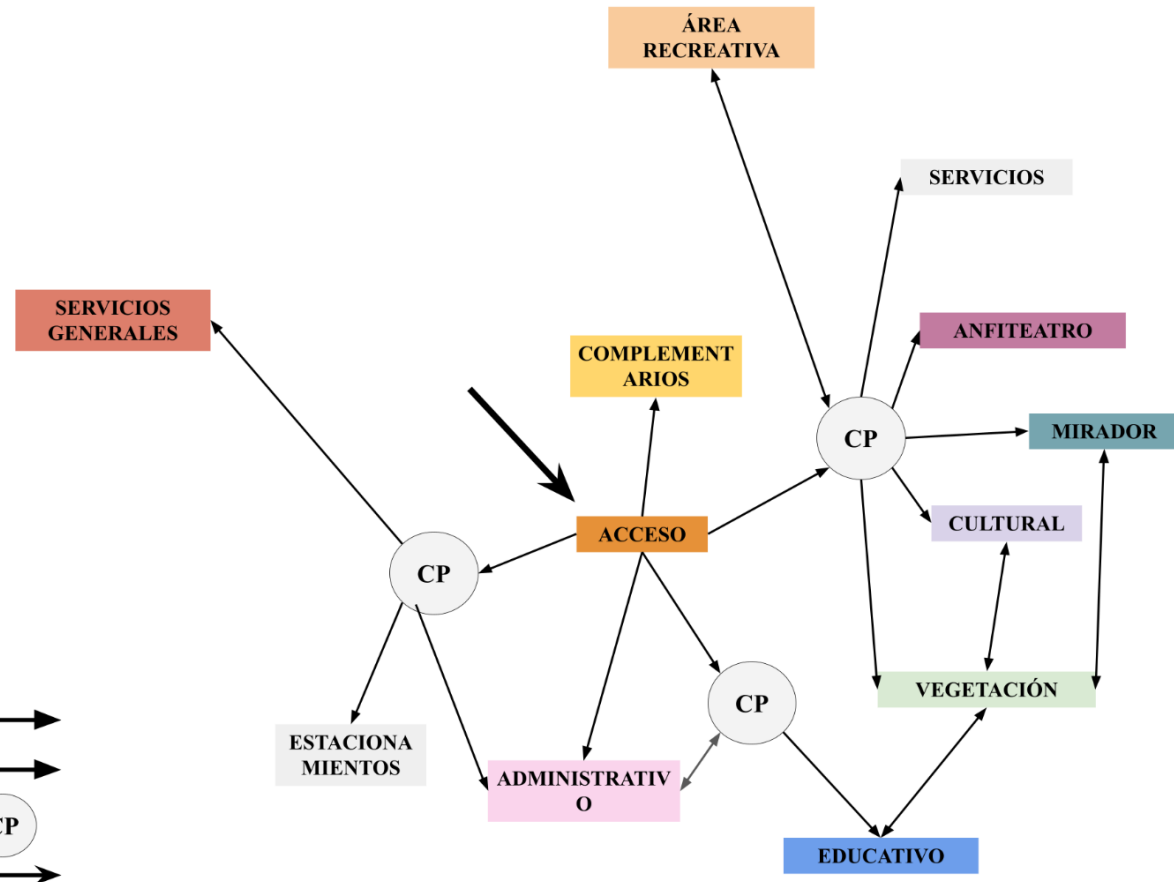 ÁREA
RECREATIVA
SERVICIOS
SERVICIOS
GENERALES
ANFITEATRO
COMPLEMENT
ARIOS
CP
MIRADOR
ACCESO
CULTURAL
CP
VEGETACIÓN
CP
ESTACIONA
MIENTOS
ADMINISTRATIV
O
CP
EDUCATIVO